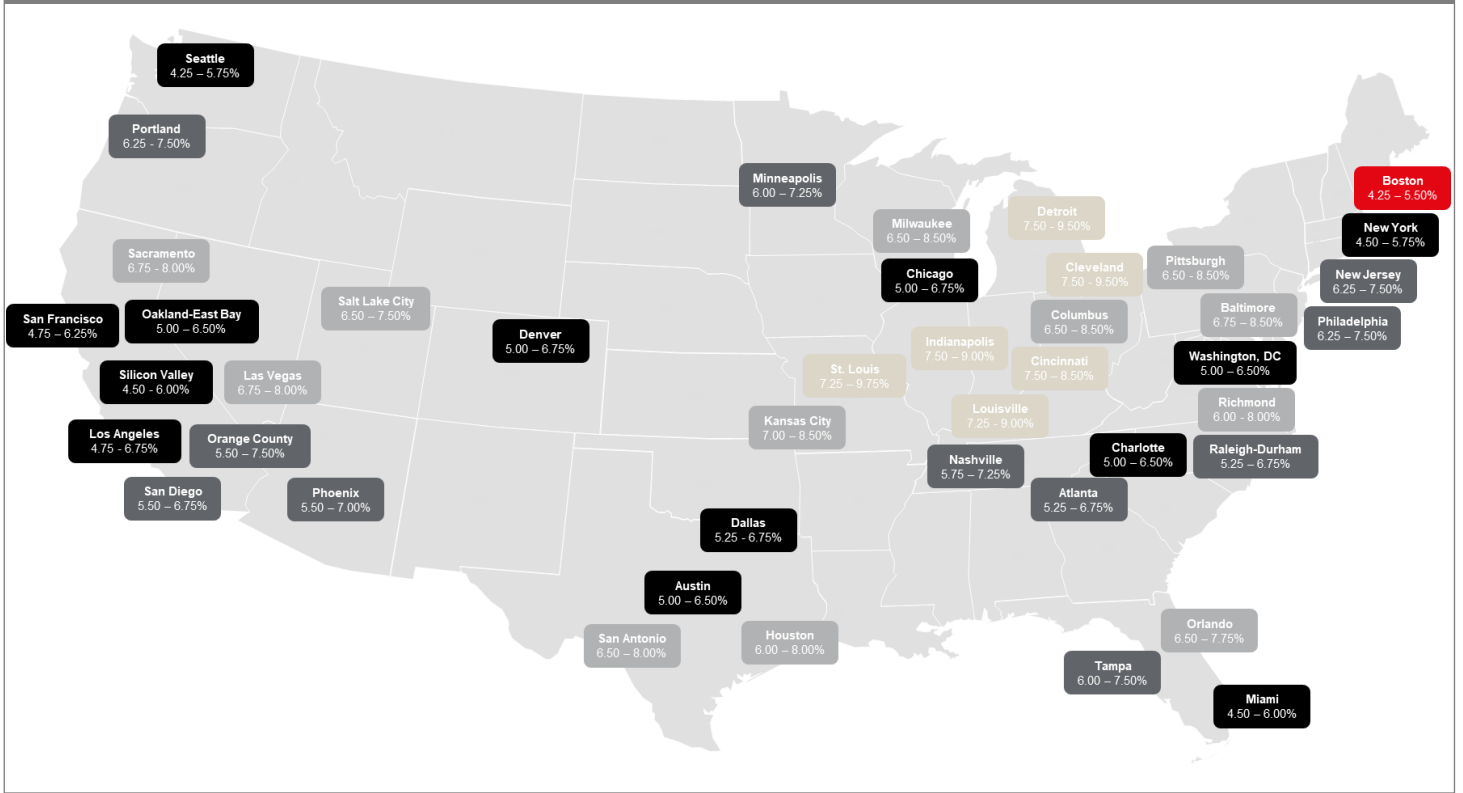 Seattle
4.25 – 5.75%
Portland
6.25 - 7.50%
Minneapolis
6.00 – 7.25%
Boston
4.25 – 5.50%
Detroit
7.50 - 9.50%
Milwaukee
6.50 – 8.50%
New York
4.50 – 5.75%
Sacramento
6.75 - 8.00%
Chicago
5.00 – 6.75%
Cleveland
7.50 - 9.50%
Pittsburgh
6.50 - 8.50%
New Jersey
6.25 – 7.50%
San Francisco
4.75 – 6.25%
Oakland-East Bay
5.00 – 6.50%
Salt Lake City
6.50 - 7.50%
Denver
5.00 – 6.75%
Columbus
6.50 – 8.50%
Baltimore
6.75 – 8.50%
Philadelphia
6.25 – 7.50%
Indianapolis
7.50 – 9.00%
Cincinnati
7.50 – 8.50%
Washington, DC
5.00 – 6.50%
Silicon Valley
4.50 - 6.00%
Las Vegas
6.75 – 8.00%
St. Louis
7.25 – 9.75%
Richmond
6.00 - 8.00%
Louisville
7.25 - 9.00%
Kansas City
7.00 – 8.50%
Los Angeles
4.75 - 6.75%
Orange County
5.50 - 7.50%
Nashville
5.75 – 7.25%
Charlotte
5.00 – 6.50%
Raleigh-Durham
5.25 – 6.75%
San Diego
5.50 – 6.75%
Phoenix
5.50 – 7.00%
Atlanta
5.25 – 6.75%
Dallas
5.25 - 6.75%
Austin
5.00 – 6.50%
San Antonio
6.50 – 8.00%
Houston
6.00 – 8.00%
Orlando
6.50 – 7.75%
Tampa
6.00 – 7.50%
Miami
4.50 – 6.00%